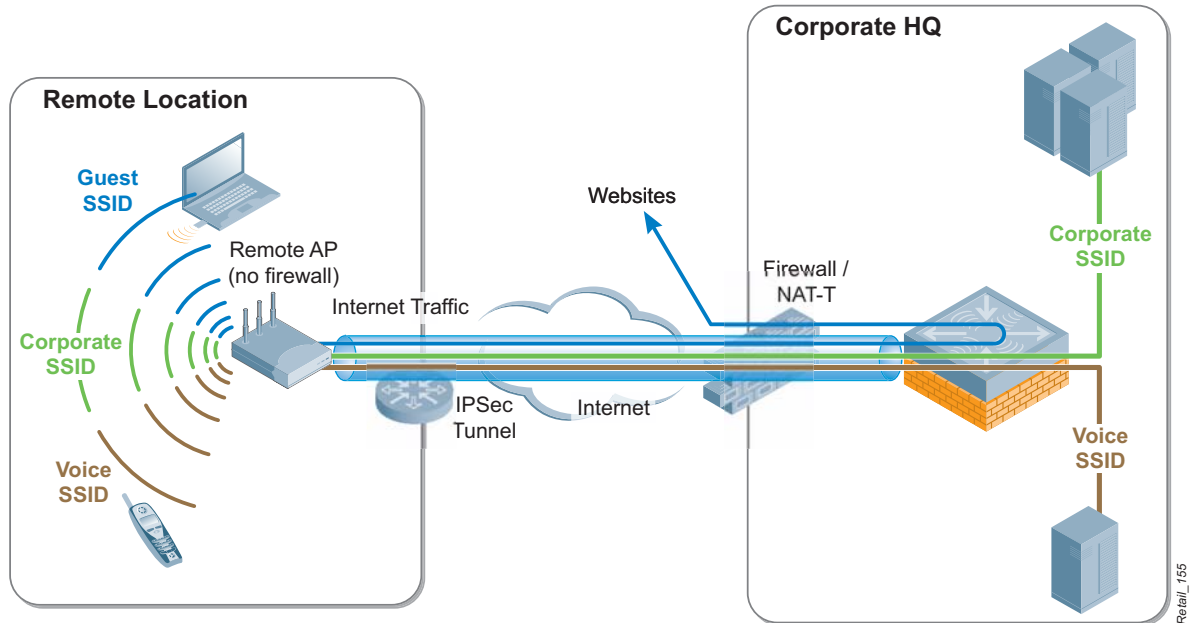 Corporate HQ
Remote Location
Guest
SSID
Remote AP
(no firewall)
Internet Traffic
Websites
Firewall /
NAT-T
Corporate
SSID
Corporate
SSID
IPSec
Tunnel
Internet
Voice
SSID
Voice
SSID
Retail_155